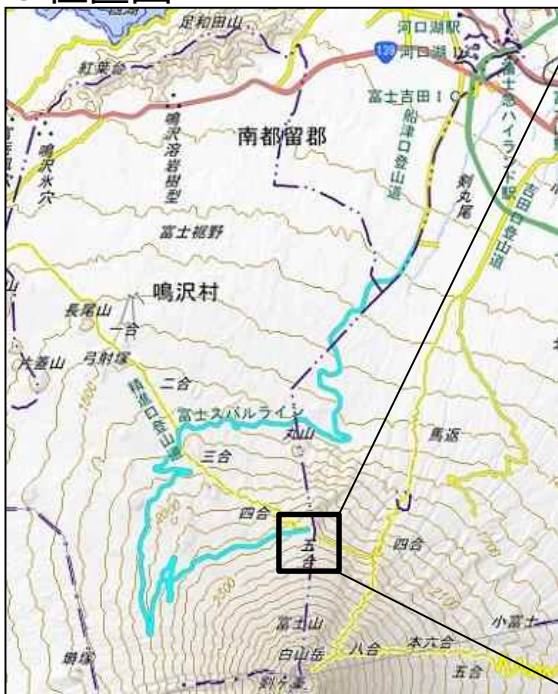 足和田山
河口湖駅
139
河口湖
紅葉台
富士吉田IC
富士急ハイランド駅
船津口登山道
南都留郡
鳴沢氷穴
鳴沢溶岩樹型
剣丸尾
吉田口登山道
富士裾野
鳴沢村
長尾山
一合
片蓋山
弓射塚
1500
二合
精進口登山道
富士スバルライン
丸山
馬返
三合
2000
四合
五合
四合
2500
富士山
小富士
白山岳
八合
本六合
五合
剣ヶ峯